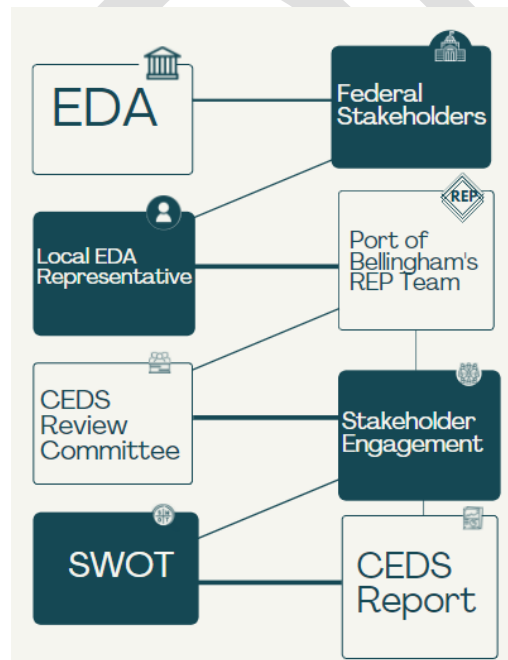 EDA
Federal
Stakeholders
Local EDA
Representative
REP
Port of
Bellingham's
REP Team
CEDS
Review
Committee
Stakeholder
Engagement
SWOT
CEDS
Report